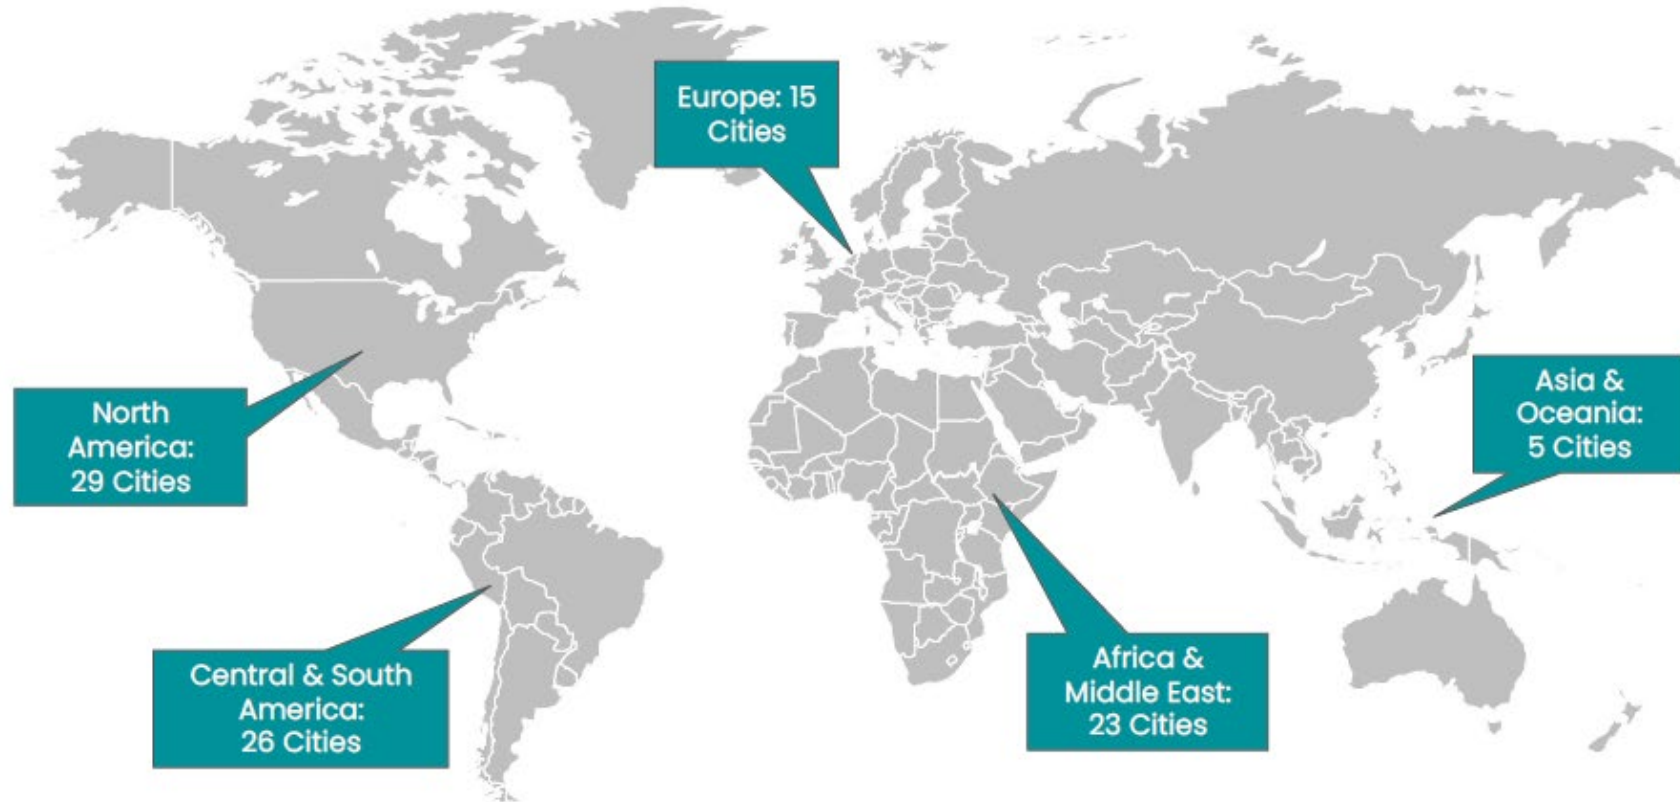 Europe: 15
Cities
North
America:
29 Cities
Asia &
Oceania:
5 Cities
Central & South
America:
26 Cities
Africa &
Middle East:
23 Cities